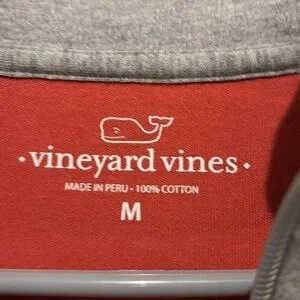 · vineyard vines ·
MADE IN PERU · 100% COTTON
M